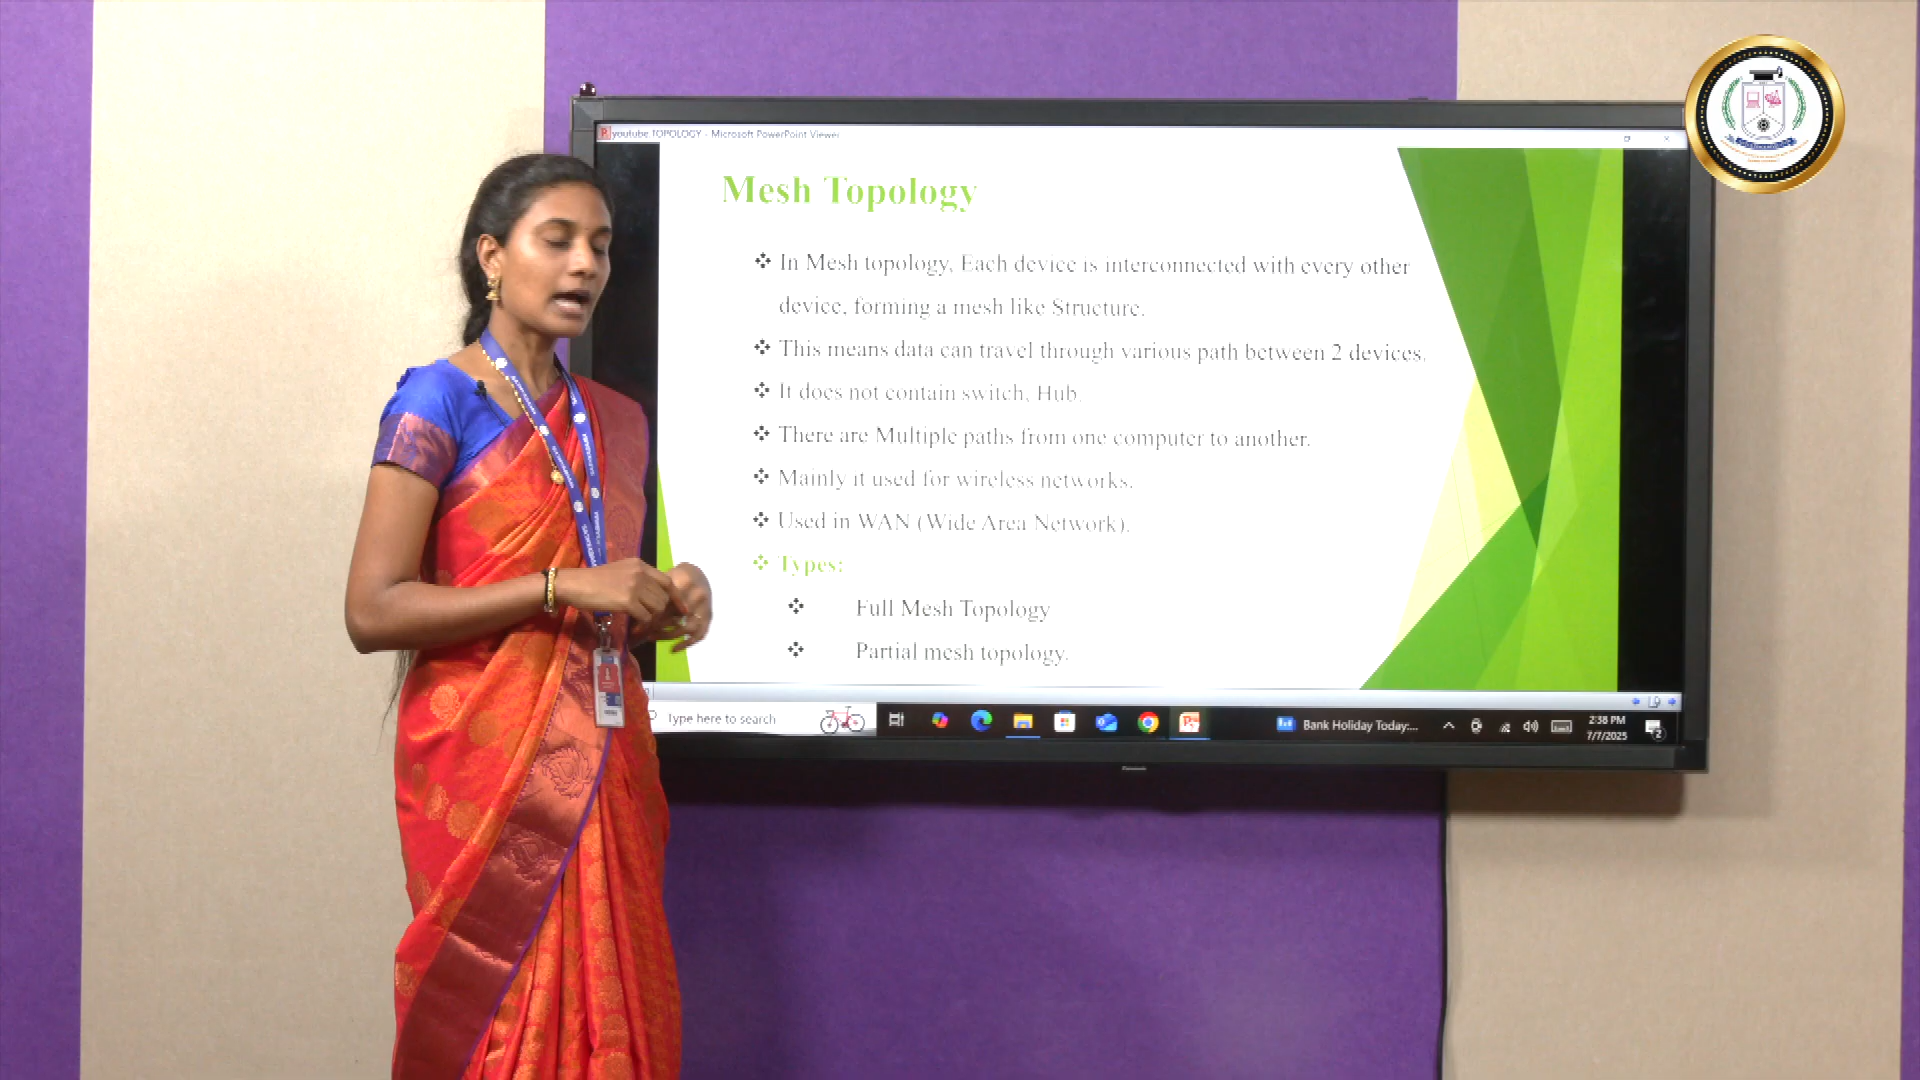 youtube TOPOLOGY - Microsoft PowerPoint Viewer
Mesh Topology
In Mesh topology, Each device is interconnected with every other
device, forming a mesh like Structure.
This means data can travel through various path between 2 devices.
It does not contain switch, Hub.
There are Multiple paths from one computer to another.
Mainly it used for wireless networks.
Used in WAN (Wide Area Network).
Types:
Full Mesh Topology
Partial mesh topology.
Type here to search
Bank Holiday Today:...
2:38 PM
7/7/2025
2
Panasonic